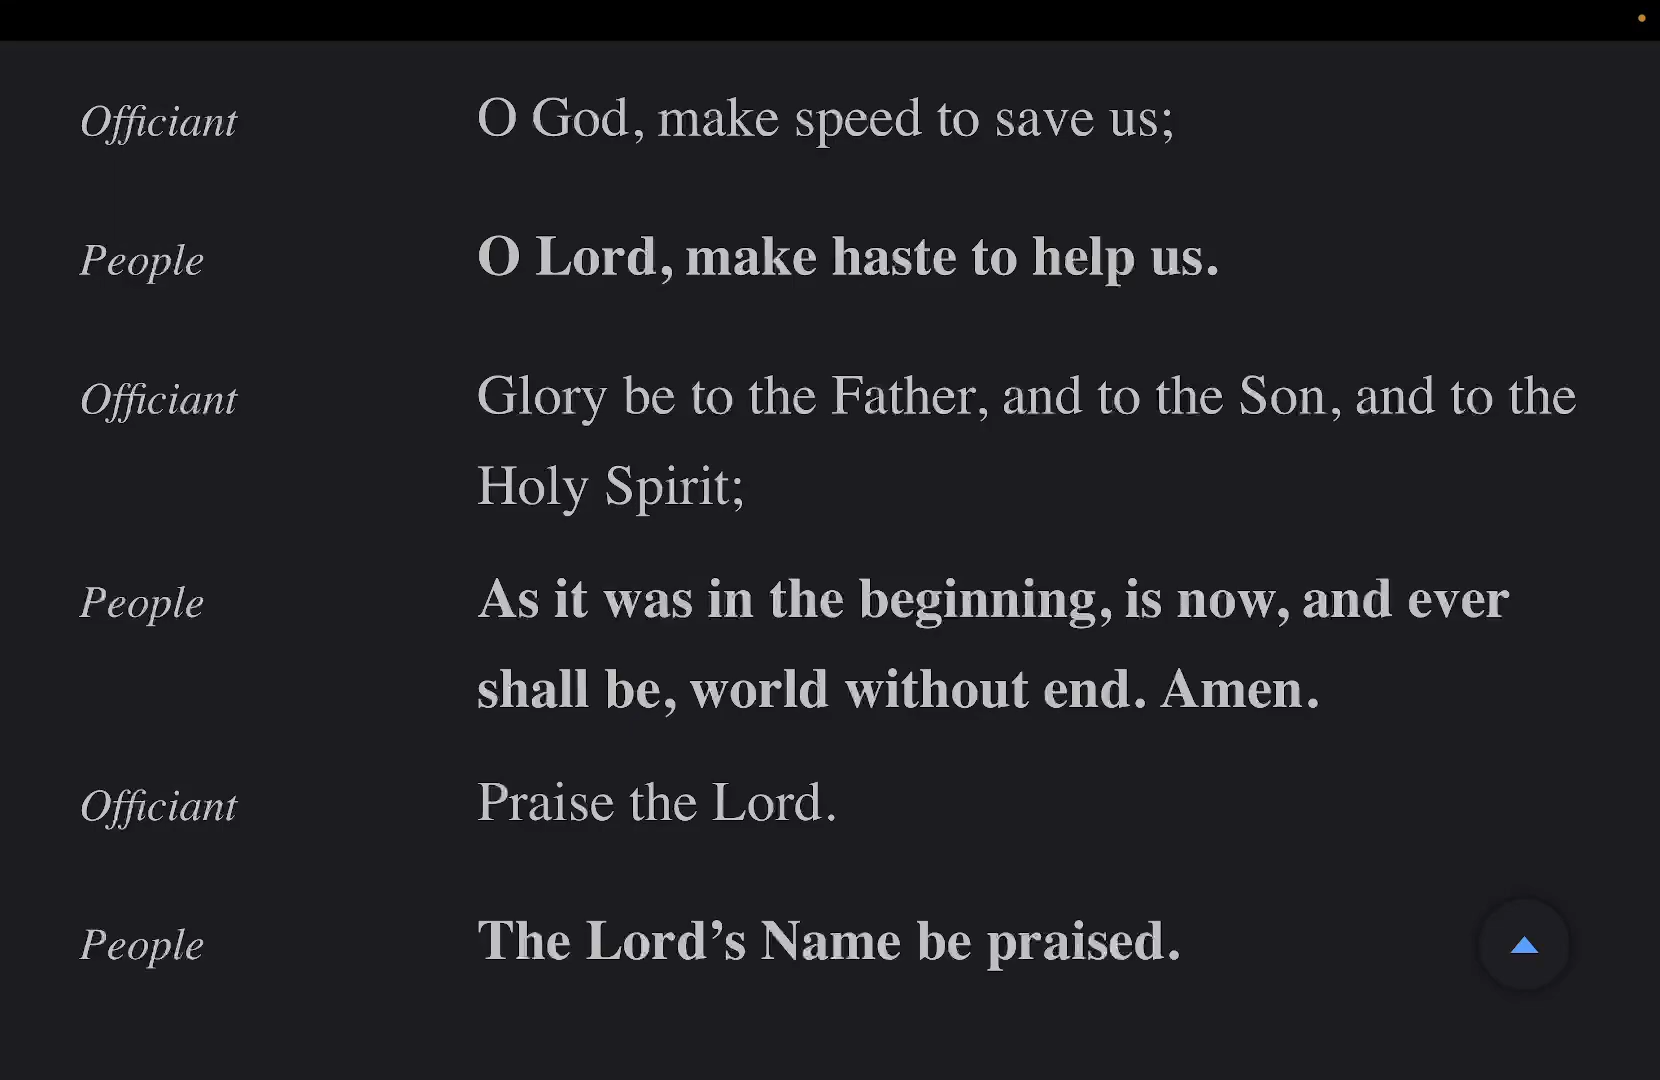 Officiant O God, make speed to save us;
People O Lord, make haste to help us.
Officiant Glory be to the Father, and to the Son, and to the
Holy Spirit;
People As it was in the beginning, is now, and ever
shall be, world without end. Amen.
Officiant Praise the Lord.
People The Lord’s Name be praised.